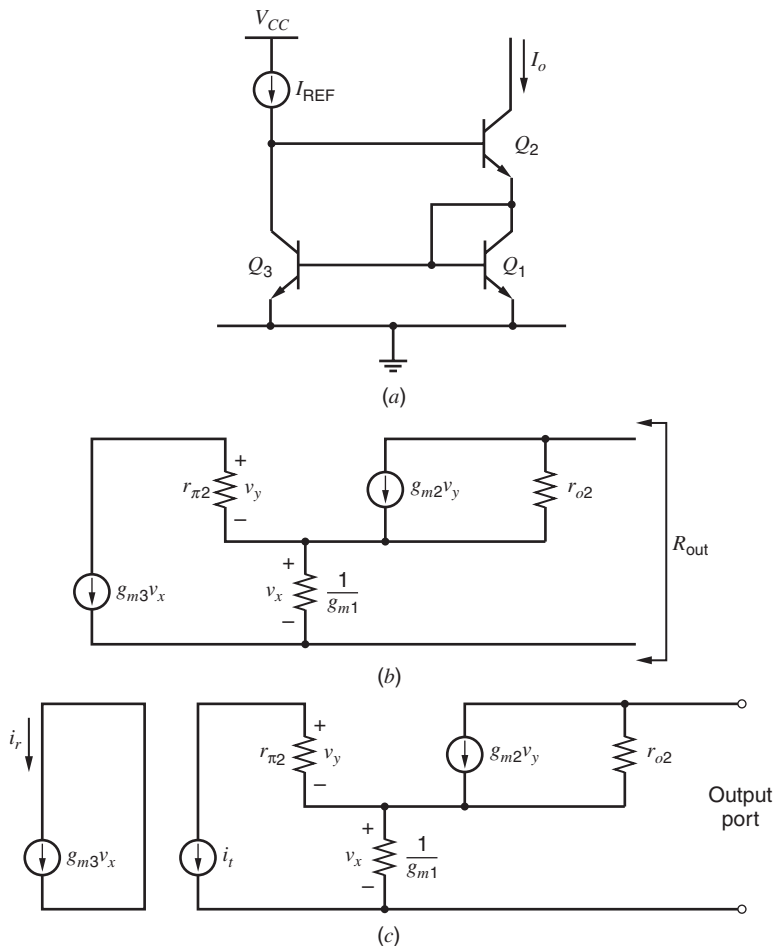 V_CC
I_REF
I_o
Q_2
Q_3
Q_1
(a)
+
r_π2
v_y
–
g_m2v_y
r_o2
R_out
g_m3v_x
+
v_x
–
1/g_m1
(b)
i_r
g_m3v_x
i_t
+
r_π2
v_y
–
g_m2v_y
r_o2
Output
port
+
v_x
–
1/g_m1
(c)